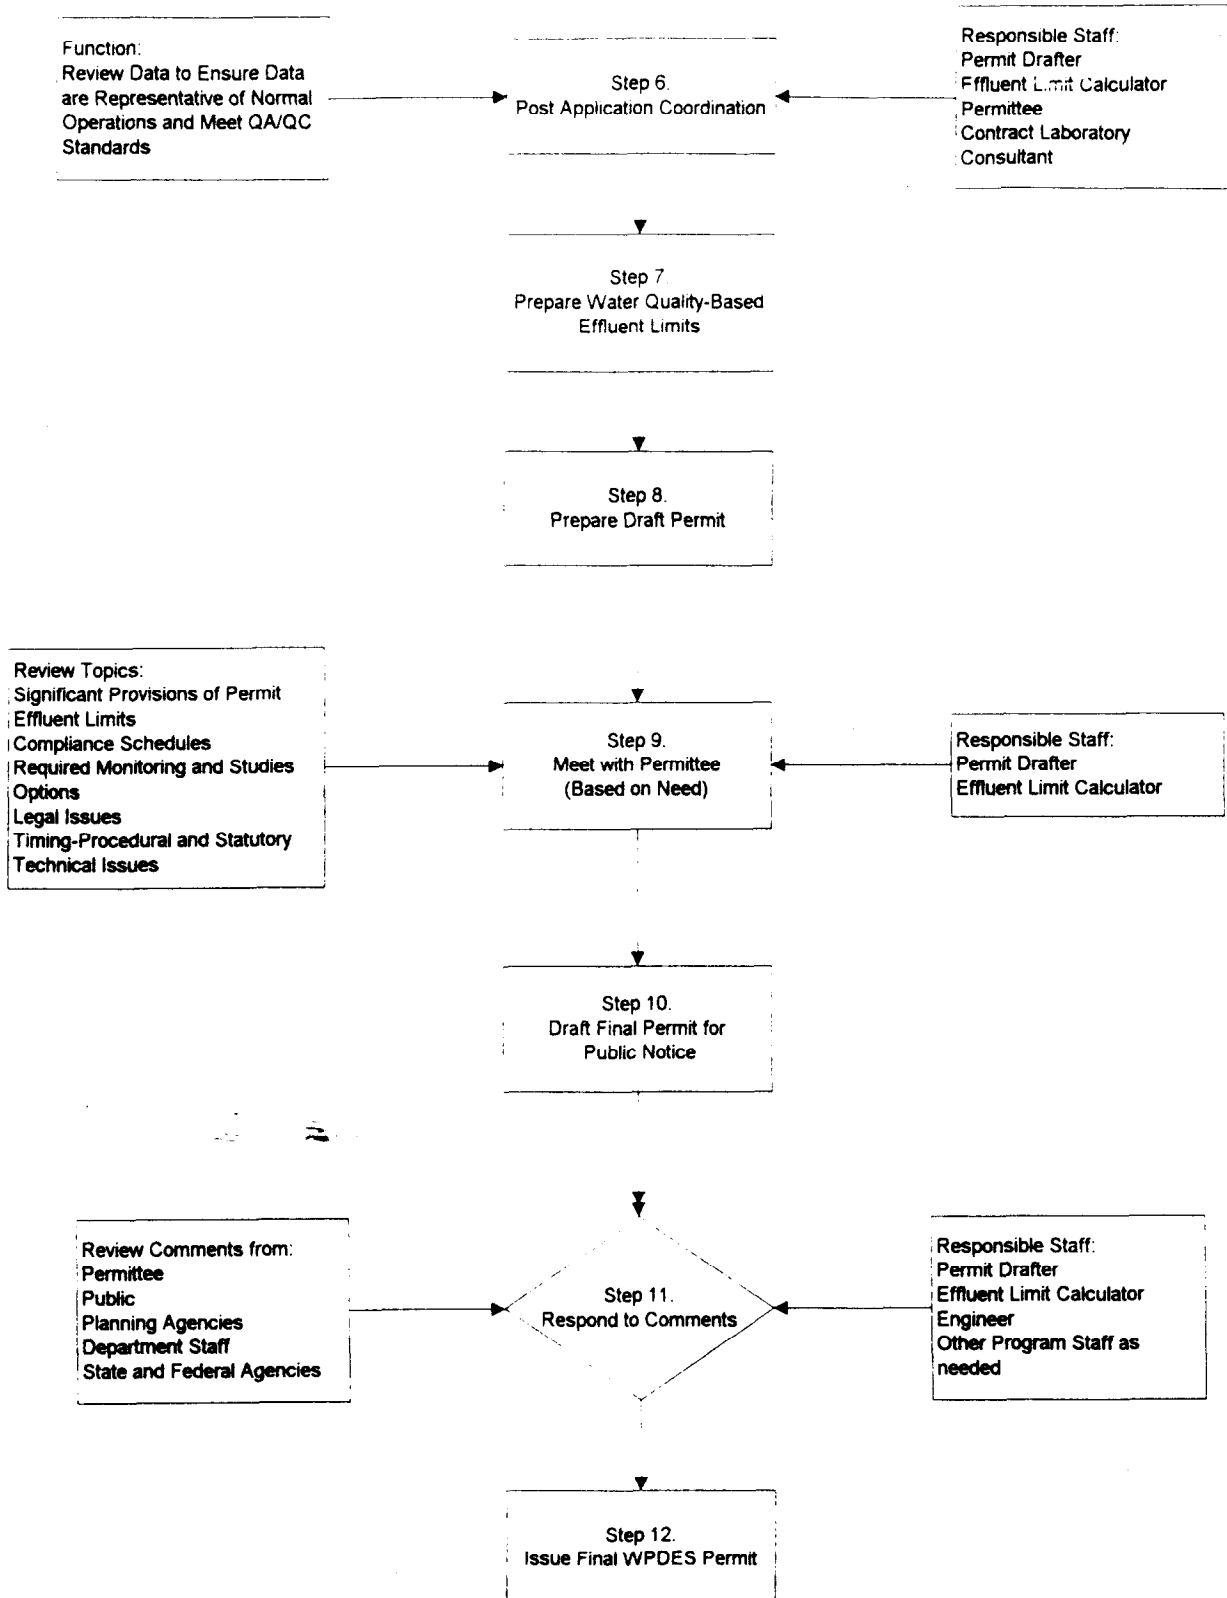 Function:
Review Data to Ensure Data
are Representative of Normal
Operations and Meet QA/QC
Standards
Step 6.
Post Application Coordination
Responsible Staff:
Permit Drafter
Effluent Limit Calculator
Permittee
Contract Laboratory
Consultant
Step 7.
Prepare Water Quality-Based
Effluent Limits
Step 8.
Prepare Draft Permit
Review Topics:
Significant Provisions of Permit
Effluent Limits
Compliance Schedules
Required Monitoring and Studies
Options
Legal Issues
Timing-Procedural and Statutory
Technical Issues
Step 9.
Meet with Permittee
(Based on Need)
Responsible Staff:
Permit Drafter
Effluent Limit Calculator
Step 10.
Draft Final Permit for
Public Notice
Review Comments from:
Permittee
Public
Planning Agencies
Department Staff
State and Federal Agencies
Step 11.
Respond to Comments
Responsible Staff:
Permit Drafter
Effluent Limit Calculator
Engineer
Other Program Staff as
needed
Step 12.
Issue Final WPDES Permit